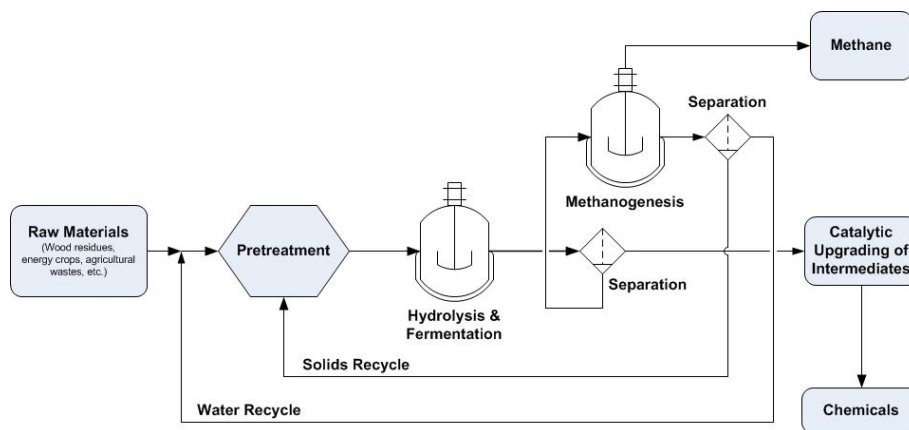 Methane
Separation
Methanogenesis
Raw Materials
(Wood residues,
energy crops, agricultural
wastes, etc.)
Pretreatment
Catalytic
Upgrading of
Intermediates
Separation
Hydrolysis &
Fermentation
Solids Recycle
Water Recycle
Chemicals